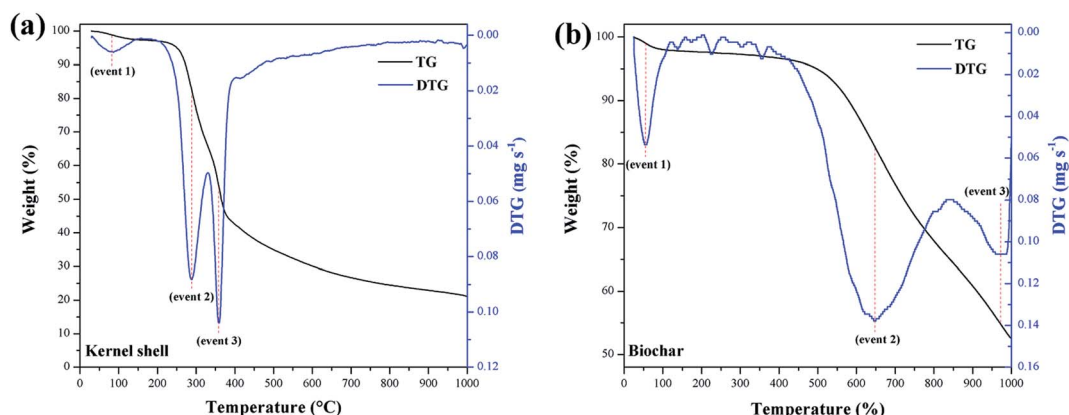 (a)
100
90
80
70
60
50
40
30
20
10
0
Weight (%)
0.00
0.02
0.04
0.06
0.08
0.10
0.12
DTG (mg s⁻¹)
TG
DTG
(event 1)
(event 2)
(event 3)
Kernel shell
0 100 200 300 400 500 600 700 800 900 1000
Temperature (°C)
(b)
100
90
80
70
60
50
Weight (%)
0.00
0.02
0.04
0.06
0.08
0.10
0.12
0.14
0.16
DTG (mg s⁻¹)
TG
DTG
(event 1)
(event 3)
(event 2)
Biochar
0 100 200 300 400 500 600 700 800 900 1000
Temperature (%)